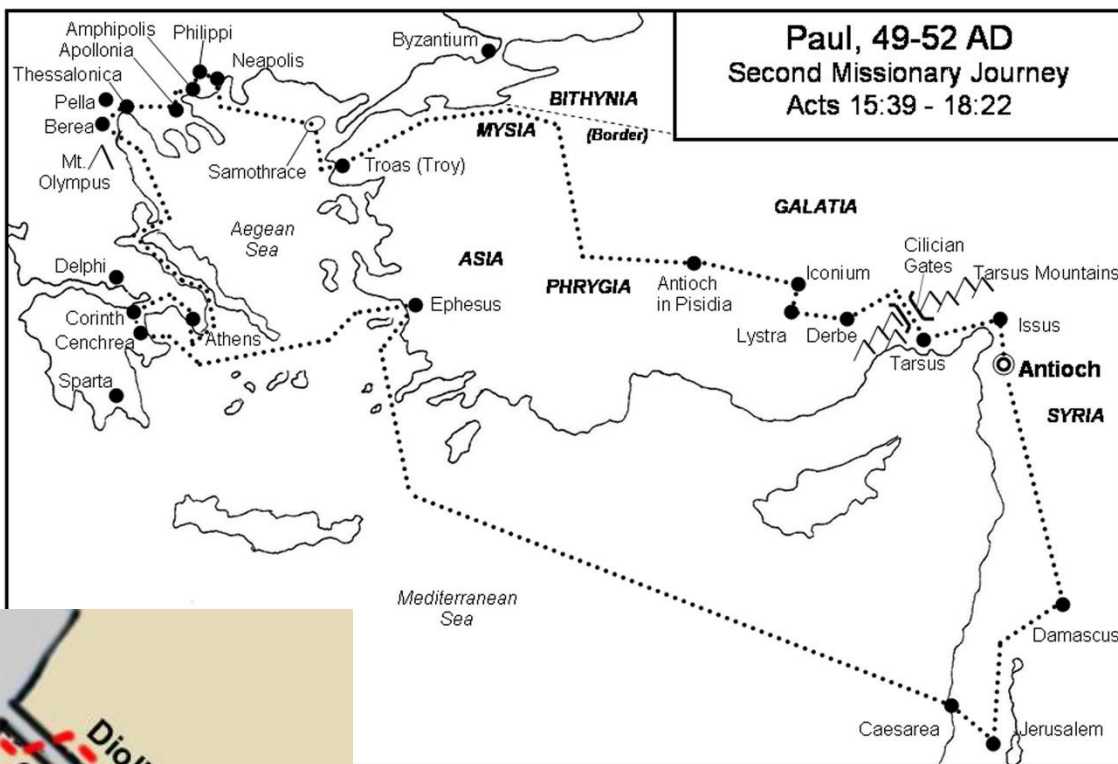 Paul, 49-52 AD
Second Missionary Journey
Acts 15:39 - 18:22
Amphipolis
Philippi
Apollonia
Neapolis
Thessalonica
Pella
Berea
Mt.
Olympus
Byzantium
BITHYNIA
MYSIA
(Border)
Samothrace
Troas (Troy)
Aegean
Sea
GALATIA
ASIA
PHRYGIA
Cilician
Gates
Tarsus Mountains
Delphi
Ephesus
Antioch
in Pisidia
Iconium
Lystra
Derbe
Issus
Corinth
Cenchrea
Athens
Tarsus
Antioch
Sparta
SYRIA
Mediterranean
Sea
Damascus
Caesarea
Jerusalem